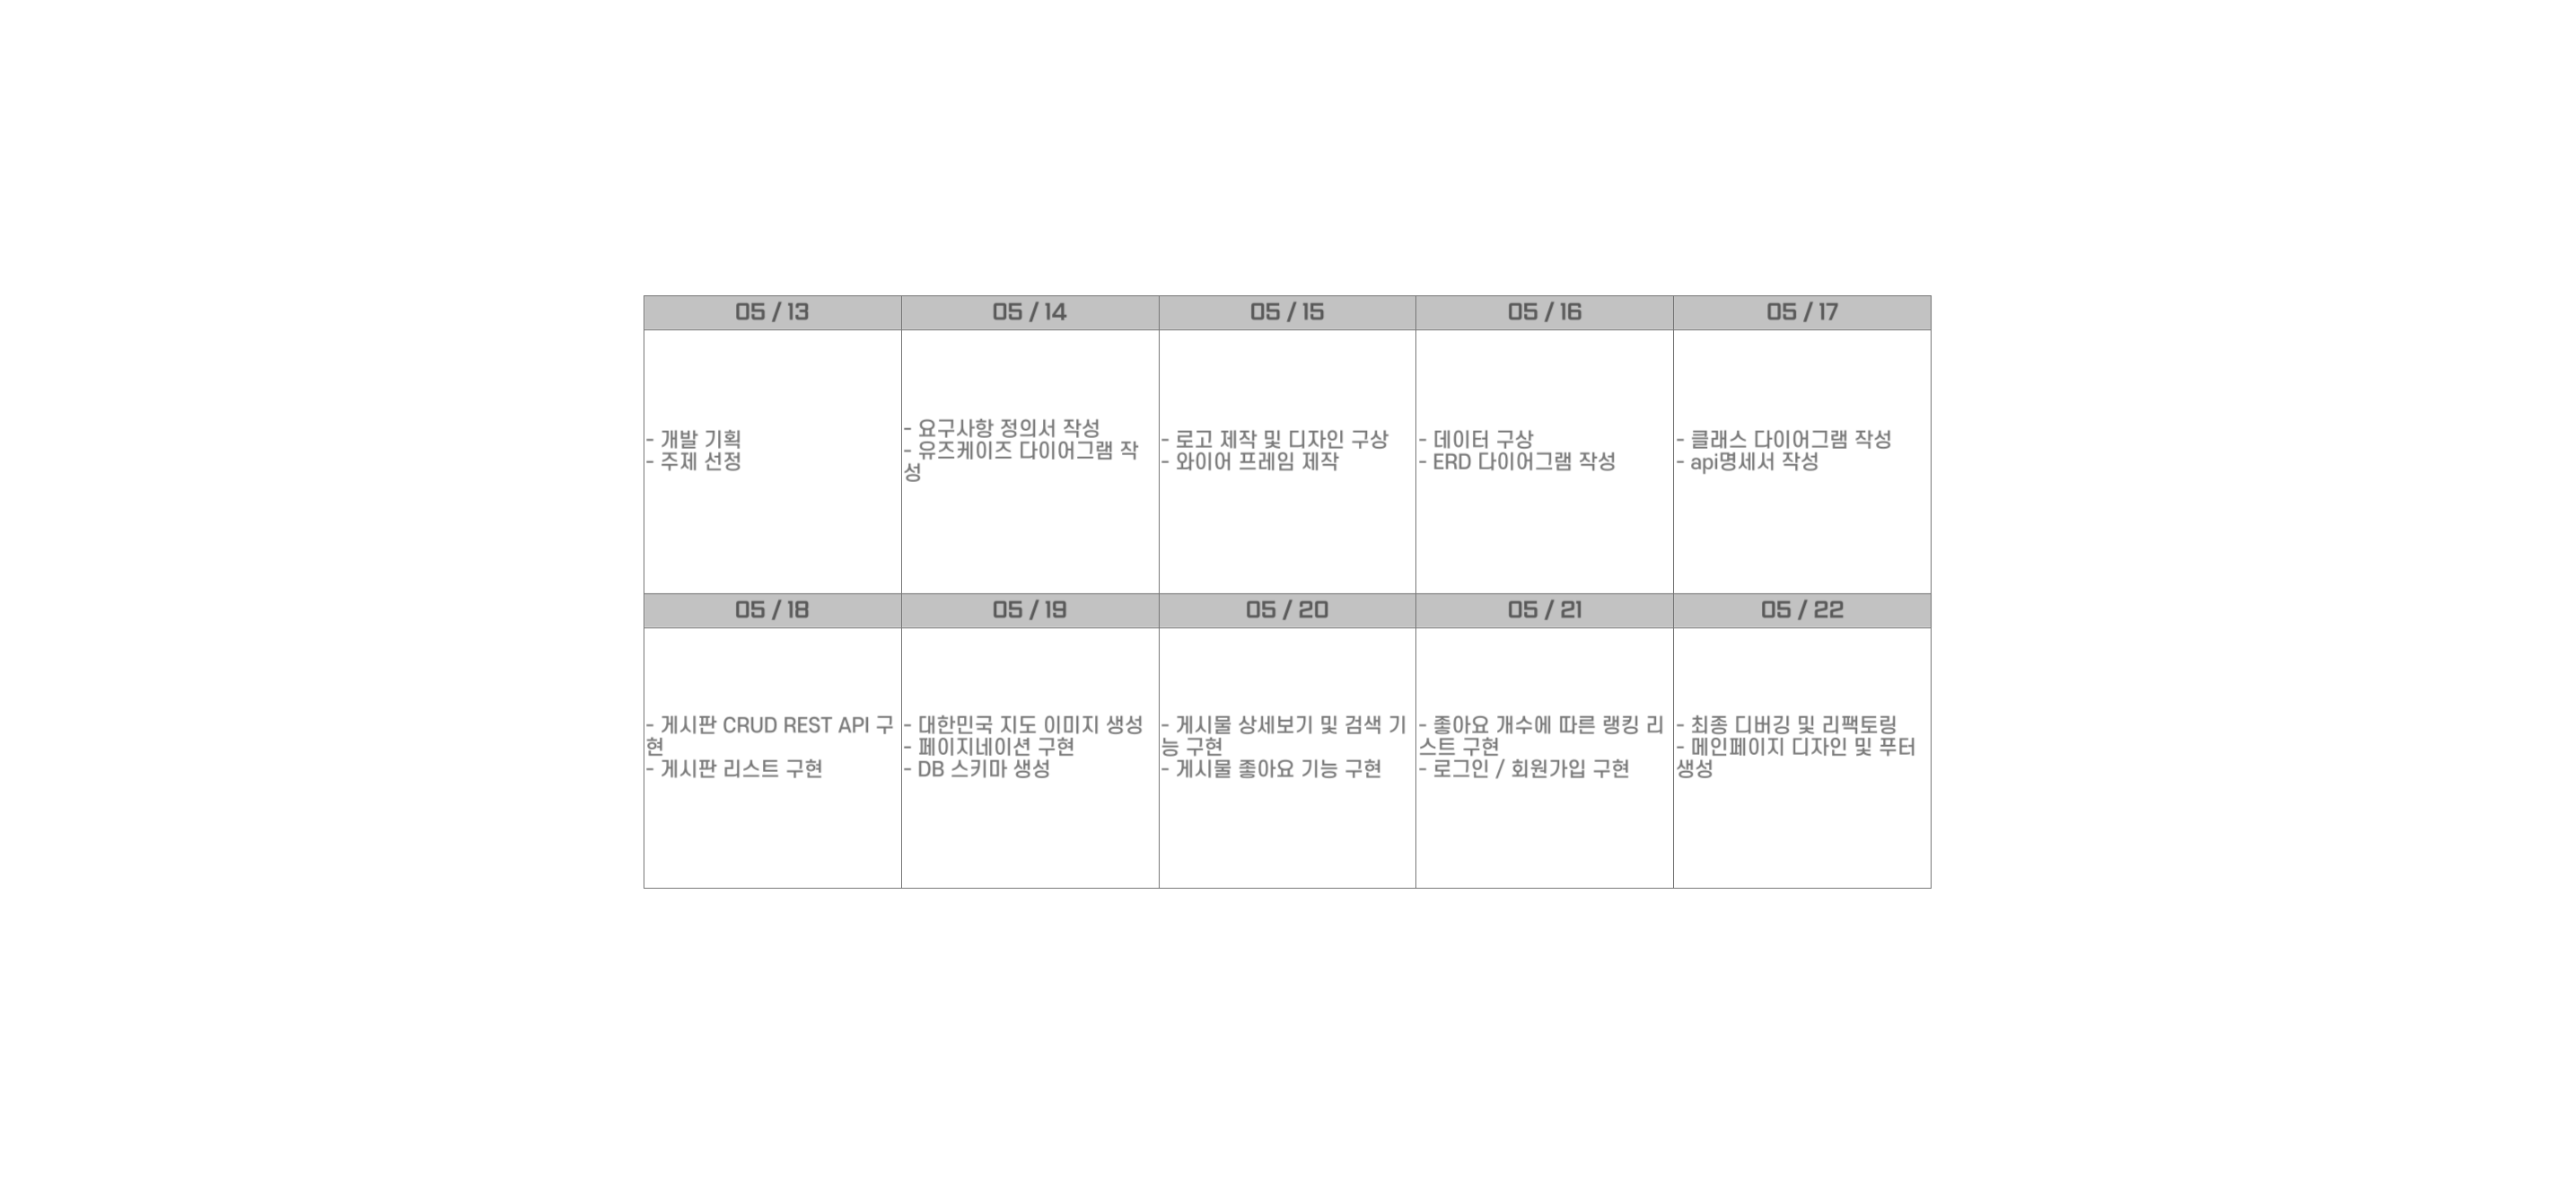 05 / 13
05 / 14
05 / 15
05 / 16
05 / 17
- 개발 기획
- 주제 선정
- 요구사항 정의서 작성
- 유즈케이즈 다이어그램 작
성
- 로고 제작 및 디자인 구상
- 와이어 프레임 제작
- 데이터 구상
- ERD 다이어그램 작성
- 클래스 다이어그램 작성
- api명세서 작성
05 / 18
05 / 19
05 / 20
05 / 21
05 / 22
- 게시판 CRUD REST API 구
현
- 게시판 리스트 구현
- 대한민국 지도 이미지 생성
- 페이지네이션 구현
- DB 스키마 생성
- 게시물 상세보기 및 검색 기
능 구현
- 게시물 좋아요 기능 구현
- 좋아요 개수에 따른 랭킹 리
스트 구현
- 로그인 / 회원가입 구현
- 최종 디버깅 및 리팩토링
- 메인페이지 디자인 및 푸터
생성